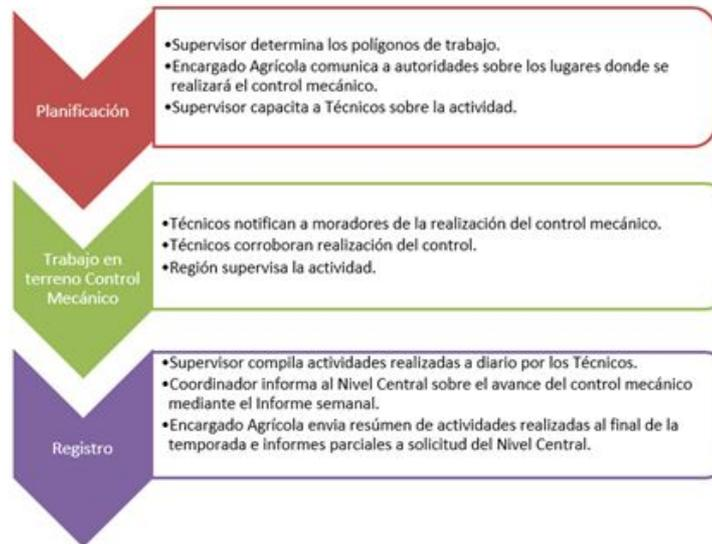 Planificación
•Supervisor determina los polígonos de trabajo.
•Encargado Agrícola comunica a autoridades sobre los lugares donde se
realizará el control mecánico.
•Supervisor capacita a Técnicos sobre la actividad.
Trabajo en
terreno Control
Mecánico
•Técnicos notifican a moradores de la realización del control mecánico.
•Técnicos corroboran realización del control.
•Región supervisa la actividad.
Registro
•Supervisor compila actividades realizadas a diario por los Técnicos.
•Coordinador informa al Nivel Central sobre el avance del control mecánico
mediante el Informe semanal.
•Encargado Agrícola envia resúmen de actividades realizadas al final de la
temporada e informes parciales a solicitud del Nivel Central.